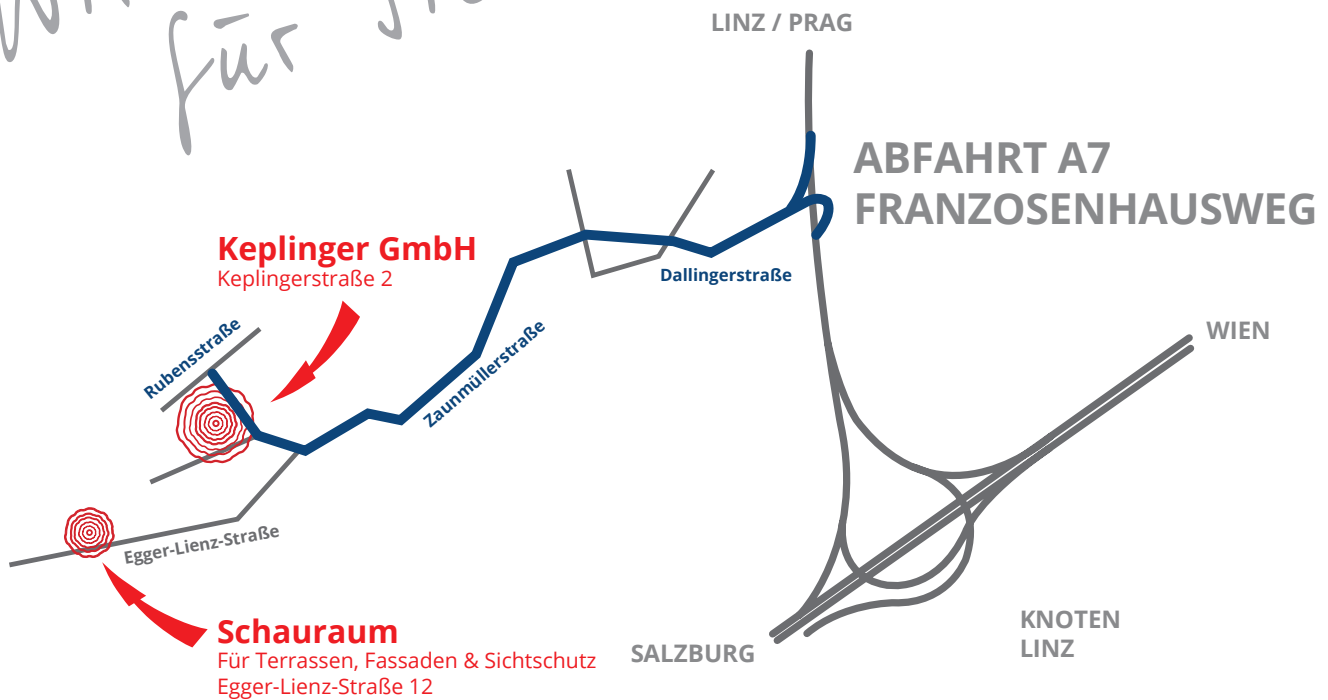 für
LINZ / PRAG
ABFAHRT A7
FRANZOSENHAUSWEG
Keplinger GmbH
Keplingerstraße 2
Dallingerstraße
WIEN
Rubensstraße
Zaunmüllerstraße
Egger-Lienz-Straße
Schauraum
Für Terrassen, Fassaden & Sichtschutz
Egger-Lienz-Straße 12
SALZBURG
KNOTEN
LINZ